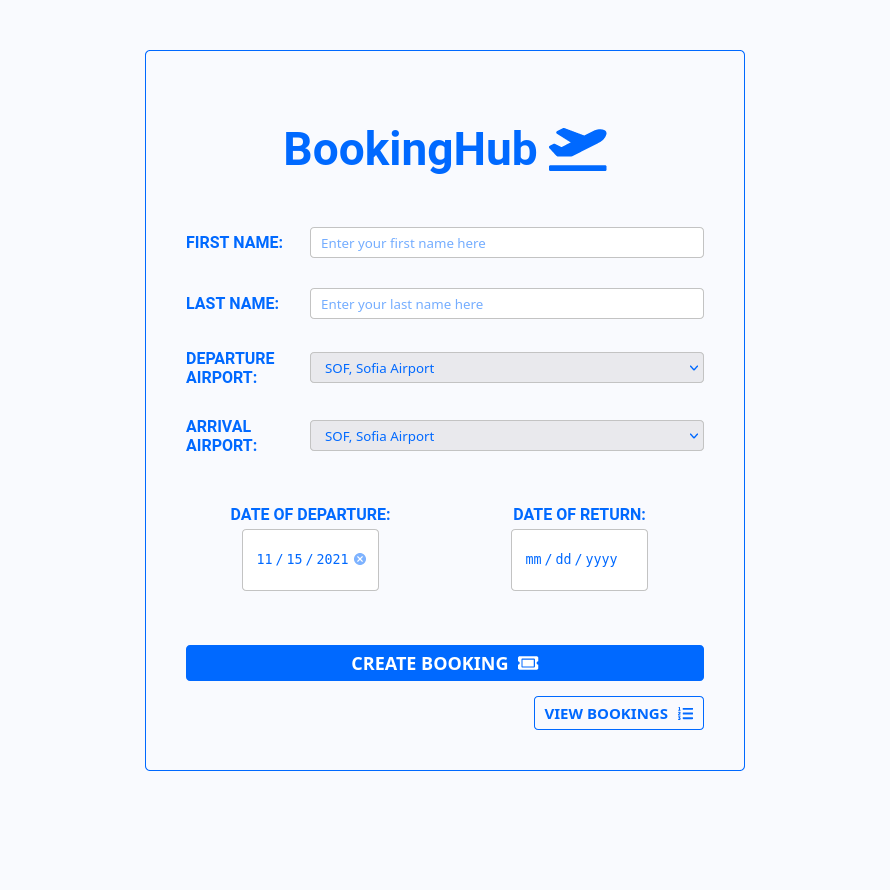 BookingHub
FIRST NAME:
Enter your first name here
LAST NAME:
Enter your last name here
DEPARTURE
AIRPORT:
SOF, Sofia Airport
ARRIVAL
AIRPORT:
SOF, Sofia Airport
DATE OF DEPARTURE:
11 / 15 / 2021
DATE OF RETURN:
mm / dd / yyyy
CREATE BOOKING
VIEW BOOKINGS